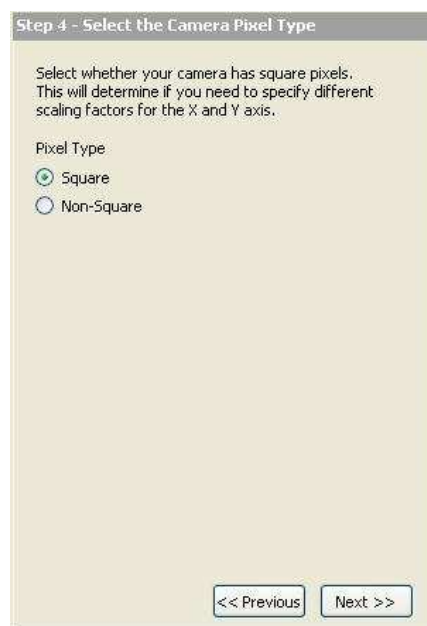 Step 4 - Select the Camera Pixel Type
Select whether your camera has square pixels.
This will determine if you need to specify different
scaling factors for the X and Y axis.
Pixel Type
Square
Non-Square
<< Previous
Next >>